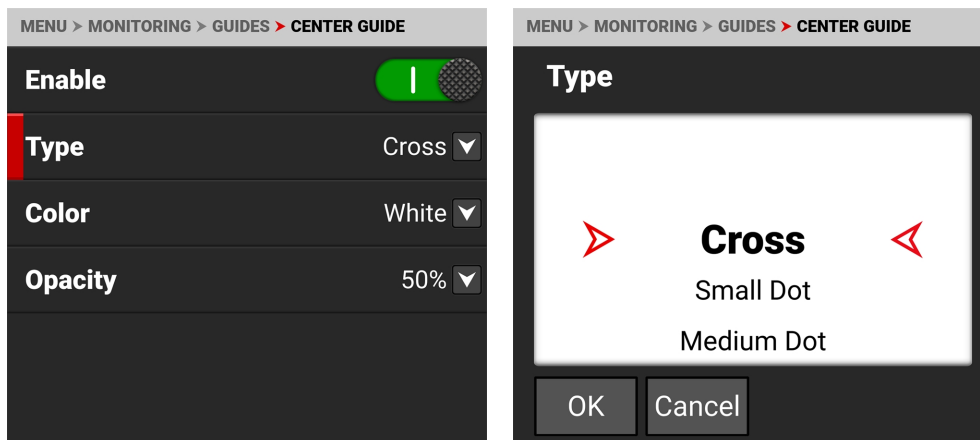 MENU > MONITORING > GUIDES > CENTER GUIDE
Enable
Type Cross
Color White
Opacity 50%
MENU > MONITORING > GUIDES > CENTER GUIDE
Type
Cross
Small Dot
Medium Dot
OK Cancel